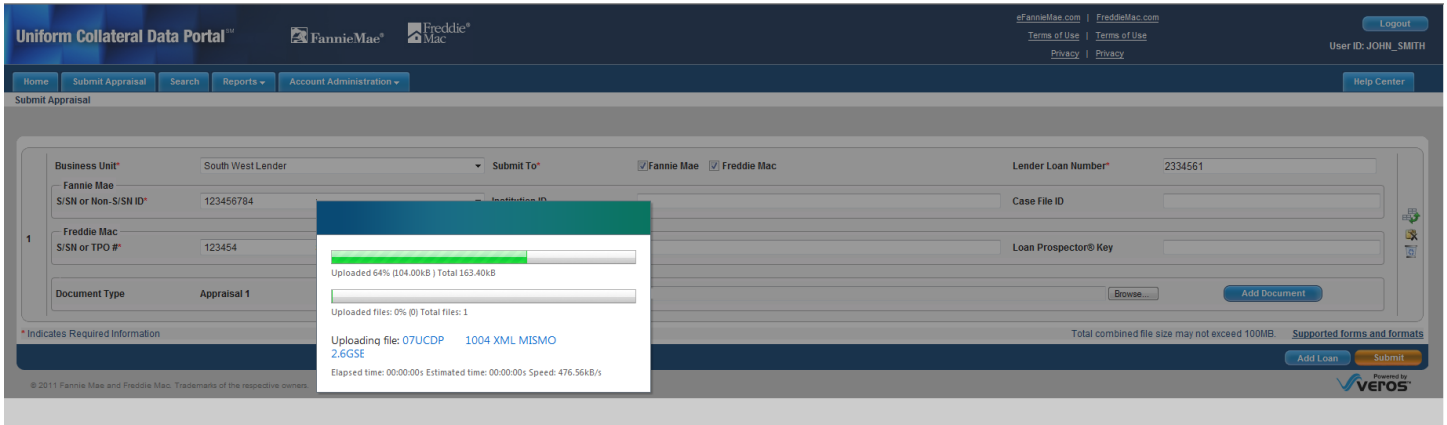 Uniform Collateral Data Portal℠
FannieMae®
Freddie Mac®
eFannieMae.com | FreddieMac.com
Terms of Use | Terms of Use
Privacy | Privacy
Logout
User ID: JOHN_SMITH
Home Submit Appraisal Search Reports Account Administration Help Center
Submit Appraisal
Business Unit* South West Lender Submit To* Fannie Mae Freddie Mac Lender Loan Number* 2334561
Fannie Mae
S/SN or Non-S/SN ID* 123456784 Institution ID Case File ID
1
Freddie Mac
S/SN or TPO #* 123454 Loan Prospector® Key
Document Type Appraisal 1 Browse... Add Document
Uploaded 64% (104.00kB ) Total 163.40kB
Uploaded files: 0% (0) Total files: 1
Uploading file: 07UCDP 1004 XML MISMO
2.6GSE
Elapsed time: 00:00:00s Estimated time: 00:00:00s Speed: 476.56kB/s
* Indicates Required Information Total combined file size may not exceed 100MB. Supported forms and formats
Add Loan Submit
© 2011 Fannie Mae and Freddie Mac. Trademarks of the respective owners.
Powered by
veros